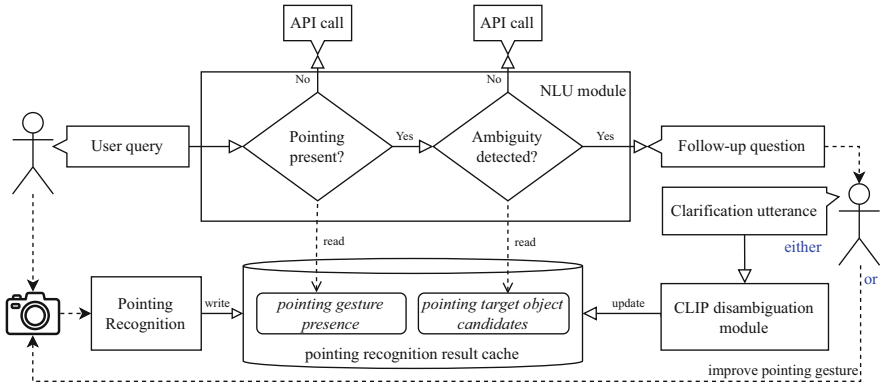 API call
API call
No
No
NLU module
User query
Pointing
present?
Yes
Ambiguity
detected?
Yes
Follow-up question
Clarification utterance
either
or
read
read
Pointing
Recognition
write
pointing gesture
presence
pointing target object
candidates
update
CLIP disambiguation
module
pointing recognition result cache
improve pointing gesture